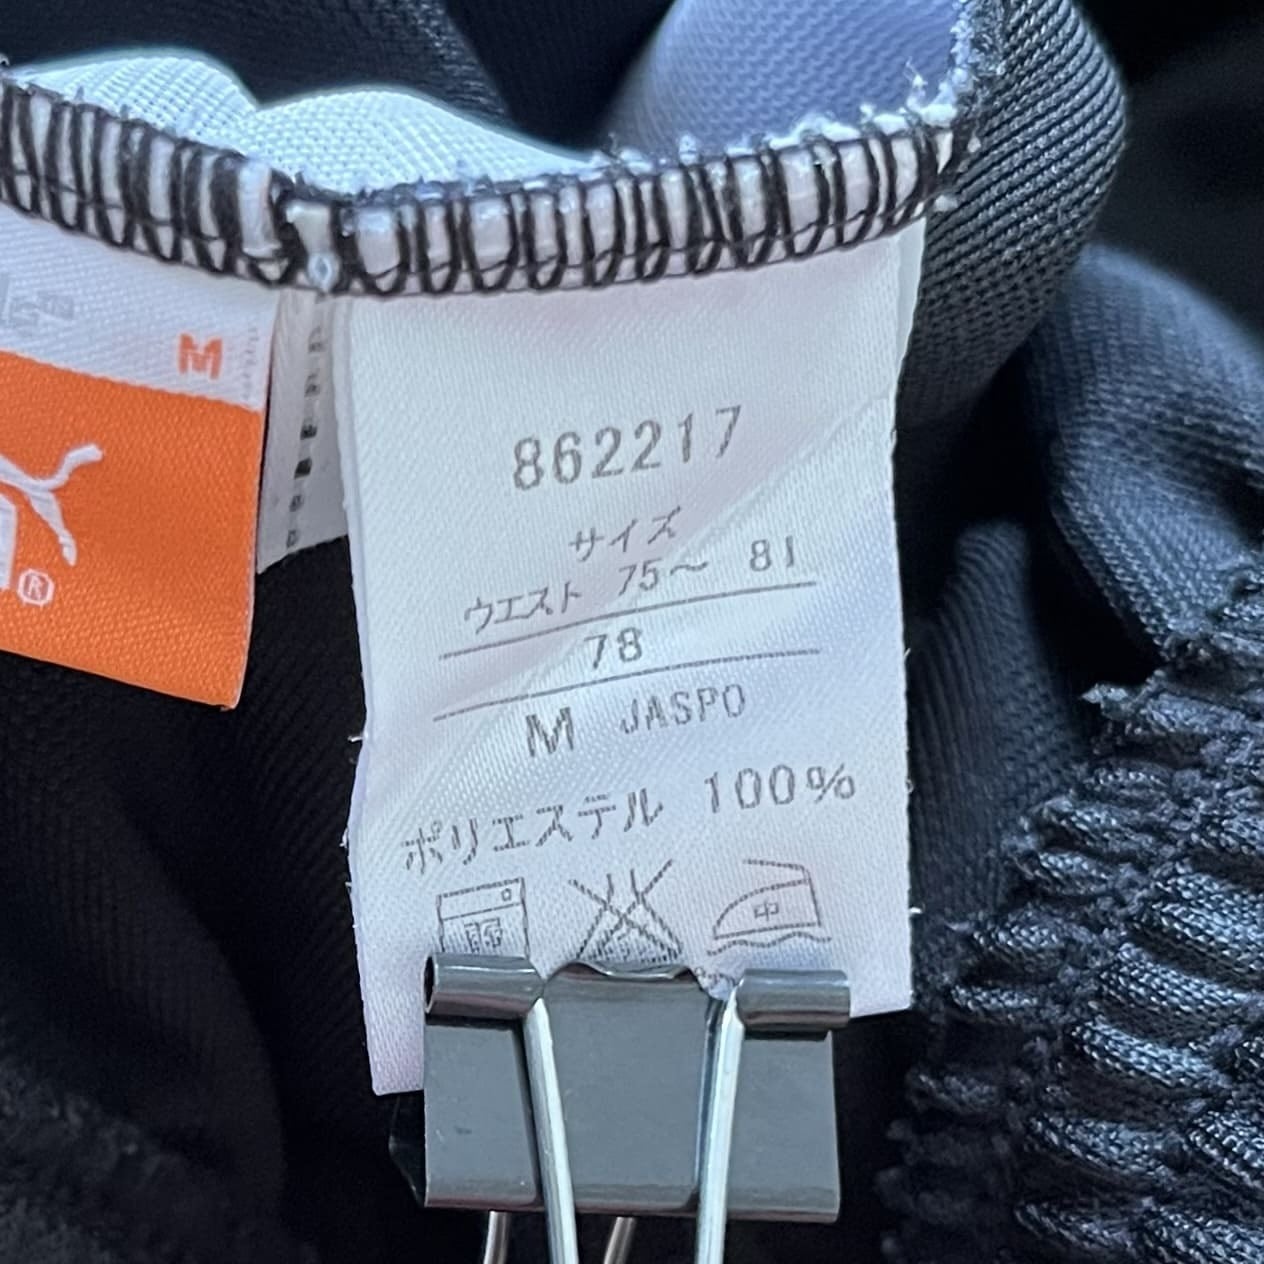 M
®
862217
サイズ
ウエスト 75～ 81
78
M JASPO
ポリエステル 100%
中